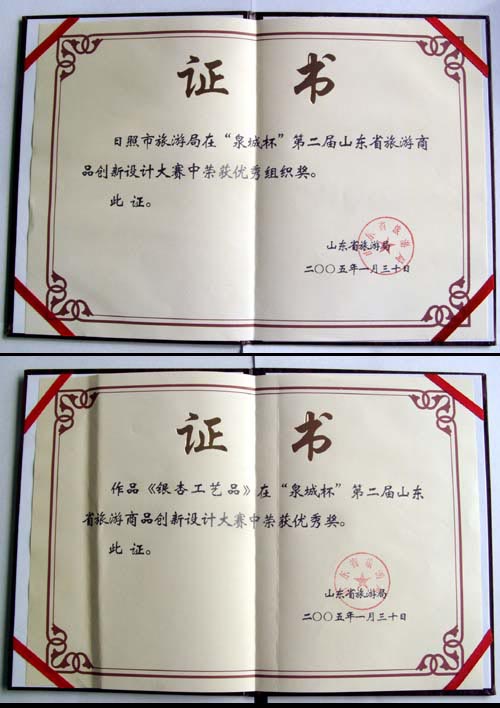 证书
日照市旅游局在“泉城杯”第二届山东省旅游商
品创新设计大赛中荣获优秀组织奖。
此证。
山东省旅游局
二〇〇五年一月三十日
证书
作品《银杏工艺品》在“泉城杯”第二届山东
省旅游商品创新设计大赛中荣获优秀奖。
此证。
山东省旅游局
二〇〇五年一月三十日